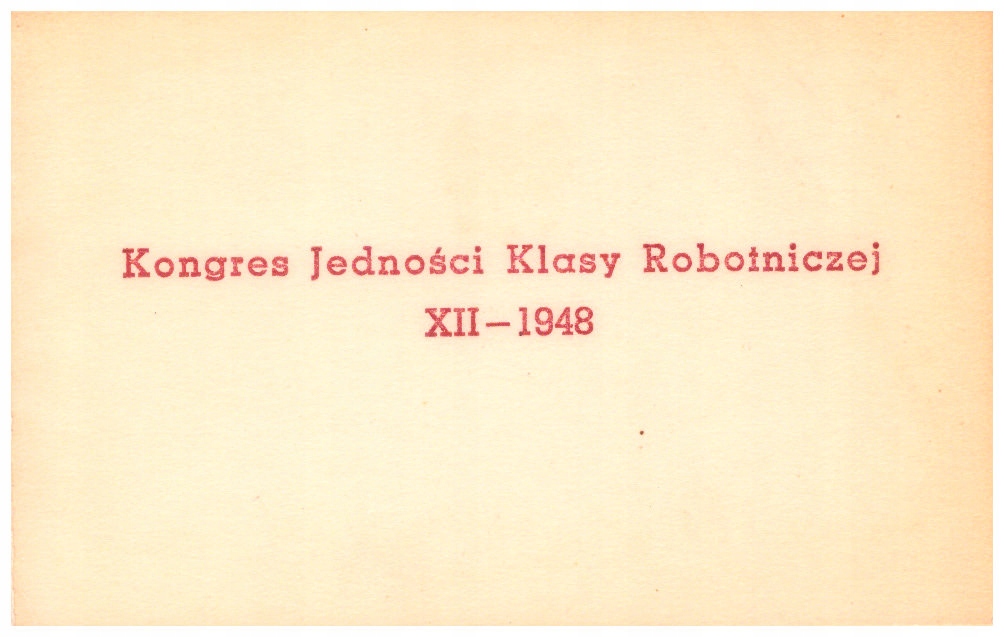 Kongres Jedności Klasy Robotniczej
XII—1948